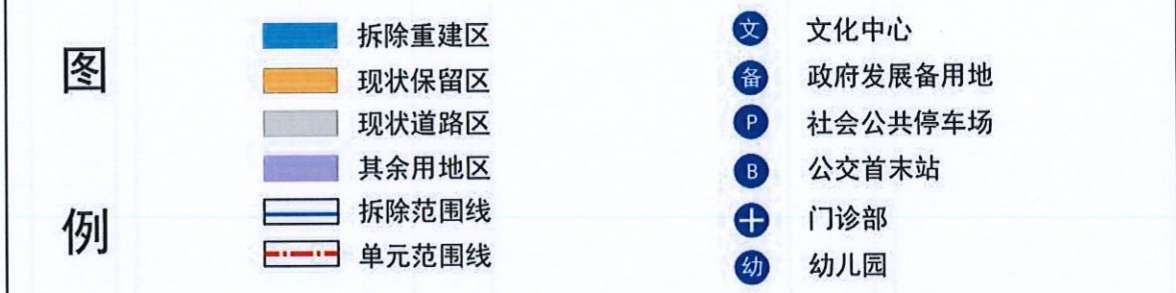 图例
拆除重建区
现状保留区
现状道路区
其余用地区
拆除范围线
单元范围线
文 文化中心
备 政府发展备用地
P 社会公共停车场
B 公交首末站
门诊部
幼 幼儿园